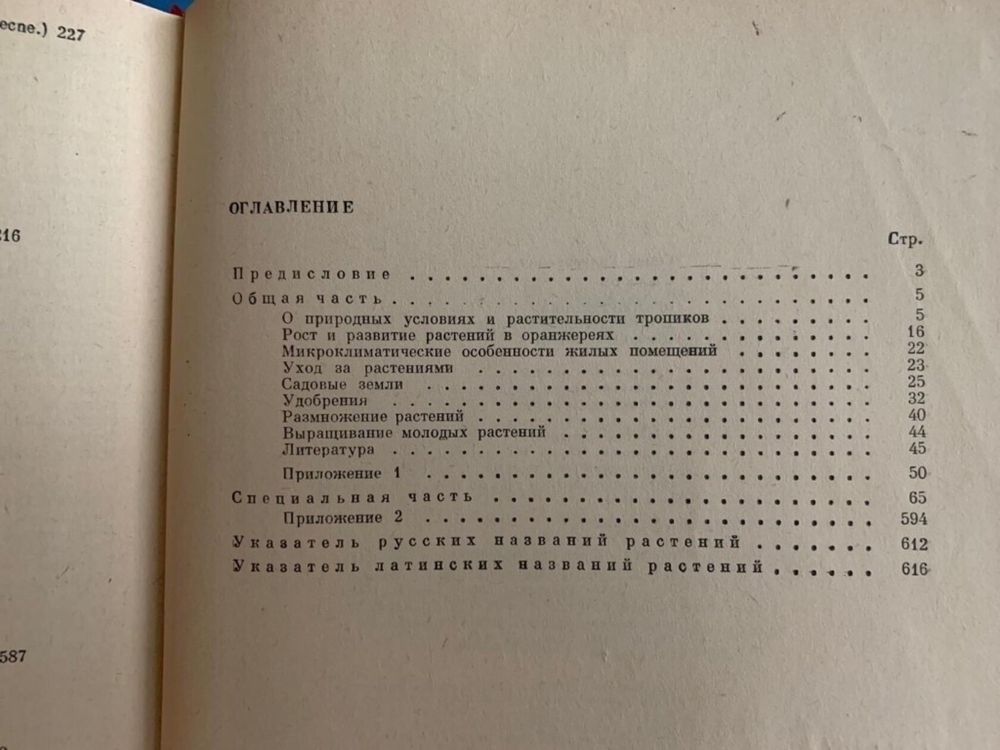 227
216
587
ОГЛАВЛЕНИЕ
Стр.
Предисловие . . . . . . . . . . . . . . . . . . . . . . . . 3
Общая часть . . . . . . . . . . . . . . . . . . . . . . . . 5
О природных условиях и растительности тропиков . . . . . . . . 5
Рост и развитие растений в оранжереях . . . . . . . . . . . . 16
Микроклиматические особенности жилых помещений . . . . . . . 22
Уход за растениями . . . . . . . . . . . . . . . . . . . . 23
Садовые земли . . . . . . . . . . . . . . . . . . . . . . 25
Удобрения . . . . . . . . . . . . . . . . . . . . . . . . 32
Размножение растений . . . . . . . . . . . . . . . . . . . 40
Выращивание молодых растений . . . . . . . . . . . . . . . 44
Литература . . . . . . . . . . . . . . . . . . . . . . . . 45
Приложение 1 . . . . . . . . . . . . . . . . . . . . . . . 50
Специальная часть . . . . . . . . . . . . . . . . . . . . 65
Приложение 2 . . . . . . . . . . . . . . . . . . . . . . . 594
Указатель русских названий растений . . . . . . . 612
Указатель латинских названий растений . . . . . . 616